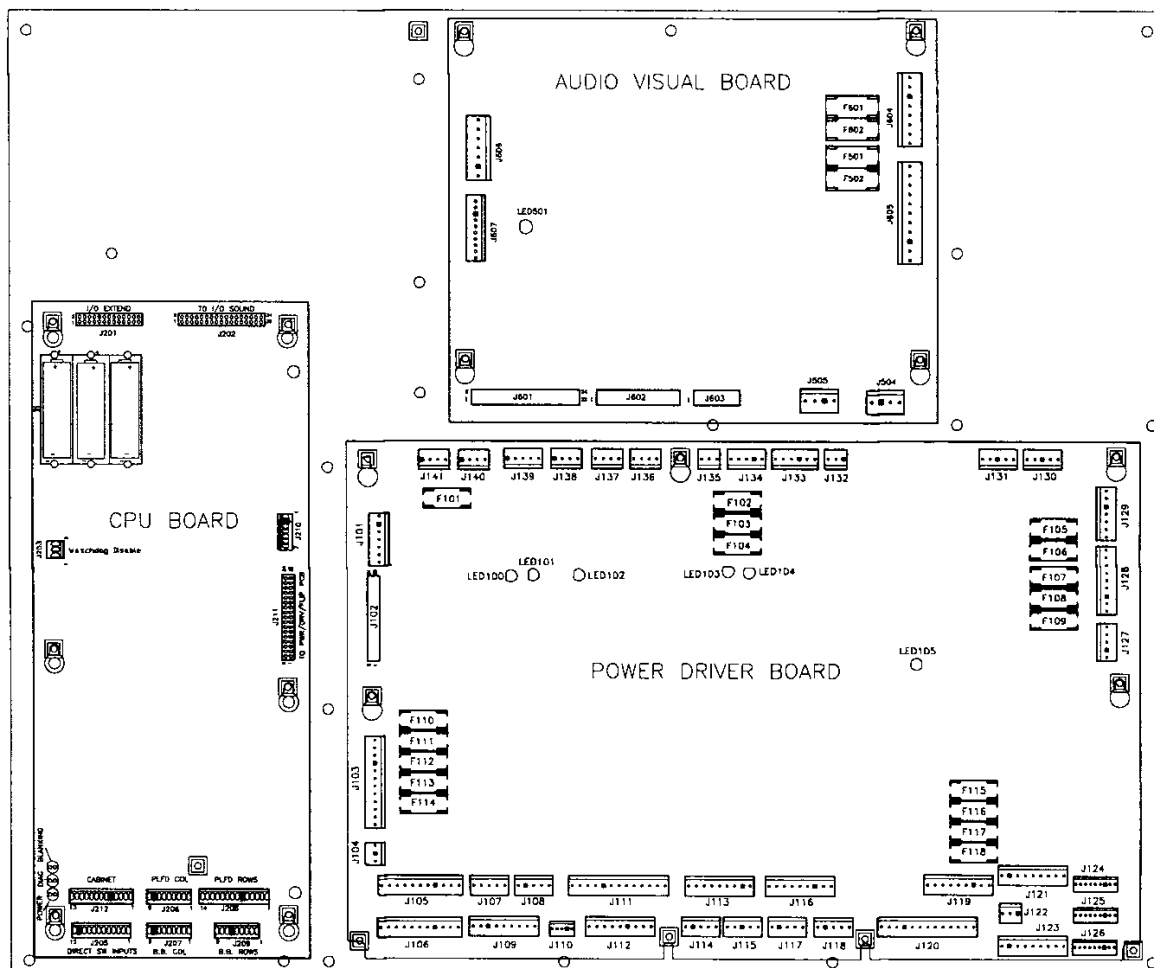 AUDIO VISUAL BOARD
F601
F602
F501
F502
J604
J605
J606
J607
LED501
J601
J602
J603
J505
J504
I/O EXTEND
J201
TO I/O SOUND
J202
CPU BOARD
J203
Watchdog Disable
J210
J211
TO PWR/DRV/FLIP PCB
BLANKING
DIAG
POWER
CABINET
J212
PLFD COL
J206
PLFD ROWS
J208
J205
DIRECT SW INPUTS
J207
B.B. COL
J209
B.B. ROWS
J141
J140
J139
J138
J137
J136
J135
J134
J133
J132
J131
J130
F101
F102
F103
F104
J101
J102
LED100
LED101
LED102
LED103
LED104
F105
F106
F107
F108
F109
J129
J128
J127
LED105
POWER DRIVER BOARD
F110
F111
F112
F113
F114
J103
J104
F115
F116
F117
F118
J105
J107
J108
J111
J113
J116
J119
J121
J124
J122
J125
J106
J109
J110
J112
J114
J115
J117
J118
J120
J123
J126